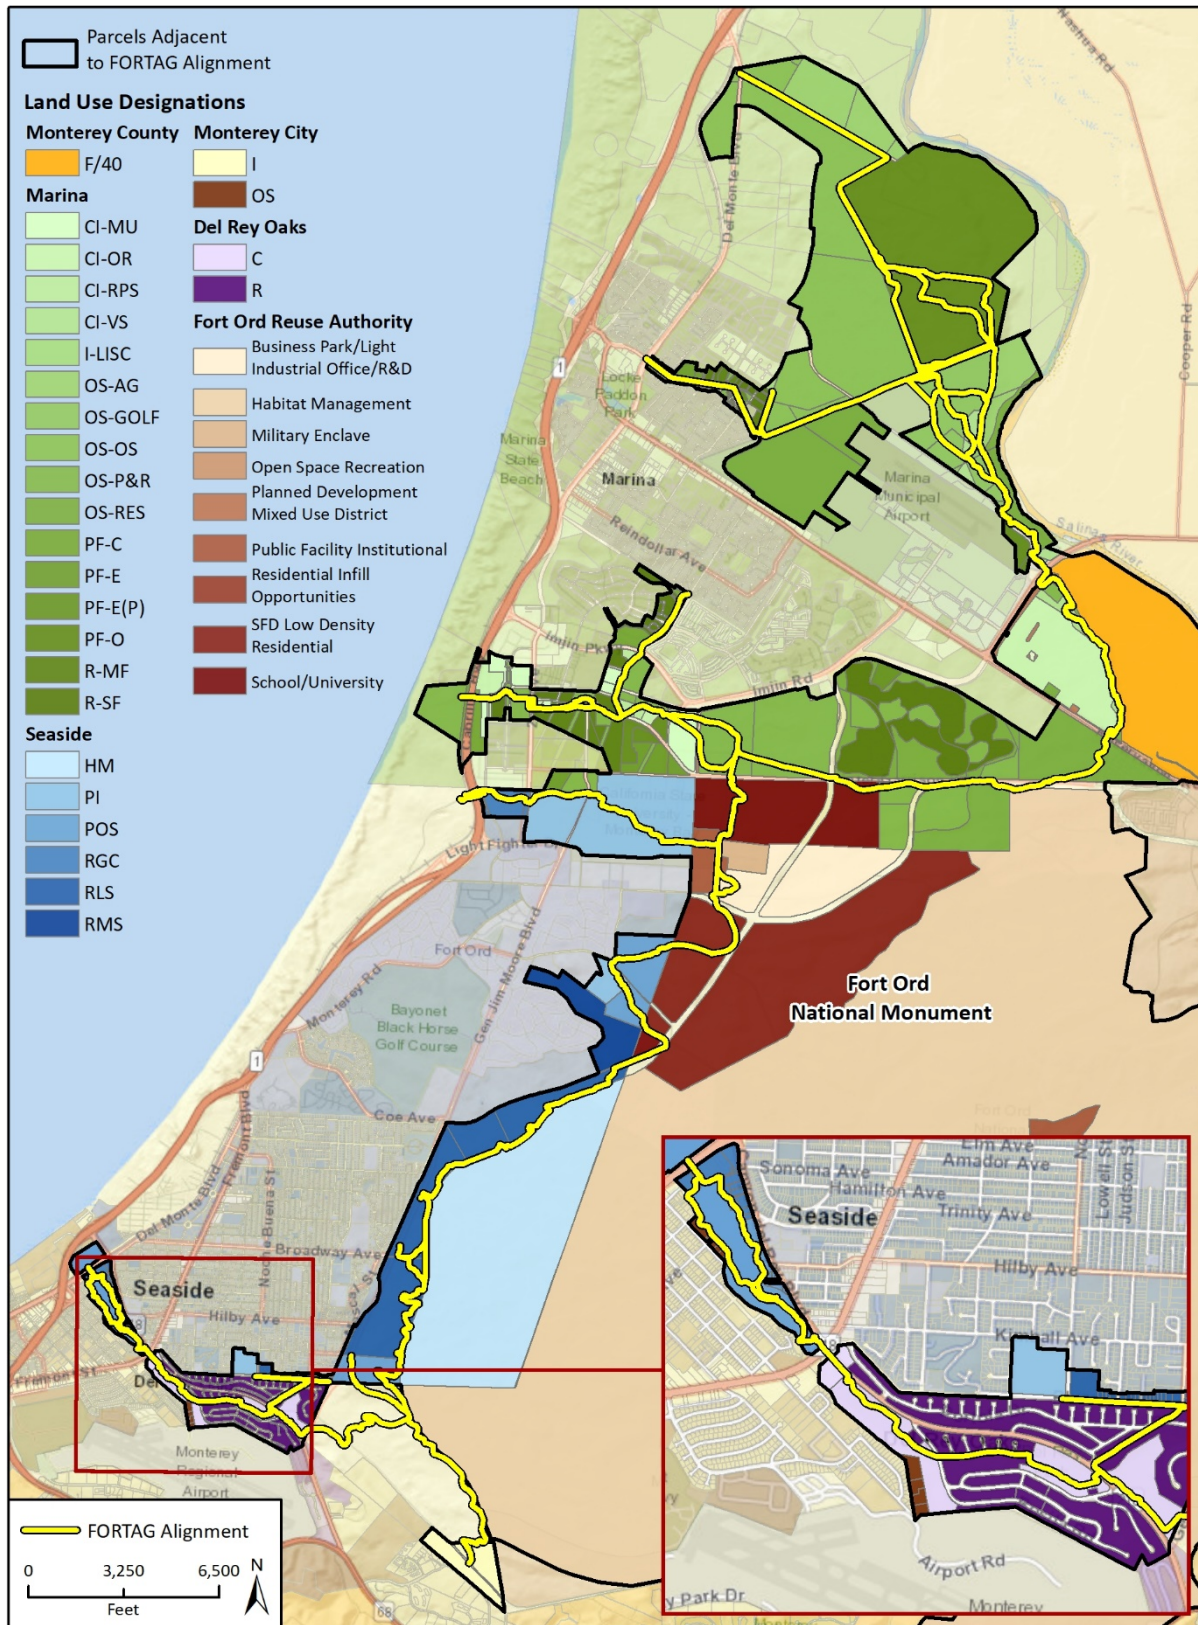 Parcels Adjacent
to FORTAG Alignment
Land Use Designations
Monterey County
F/40
Marina
CI-MU
CI-OR
CI-RPS
CI-VS
I-LISC
OS-AG
OS-GOLF
OS-OS
OS-P&R
OS-RES
PF-C
PF-E
PF-E(P)
PF-O
R-MF
R-SF
Seaside
HM
PI
POS
RGC
RLS
RMS
Monterey City
I
OS
Del Rey Oaks
C
R
Fort Ord Reuse Authority
Business Park/Light
Industrial Office/R&D
Habitat Management
Military Enclave
Open Space Recreation
Planned Development
Mixed Use District
Public Facility Institutional
Residential Infill
Opportunities
SFD Low Density
Residential
School/University
Nashua Rd
Del Monte Blvd
Cooper Rd
1
Locke
Paddon
Park
Marina
State
Beach
Marina
Marina
Municipal
Airport
Reindollar Ave
Salinas
River
Imjin Pkwy
Imjin Rd
Light Fighter Dr
Fort Ord
Monterey Rd
Gen Jim Moore Blvd
Bayonet
Black Horse
Golf Course
Fort Ord
National Monument
1
Coe Ave
Fremont Blvd
Del Monte Blvd
Noche Buena St
Broadway Ave
Seaside
Hilby Ave
Fremont St
Monterey
Regional
Airport
68
Elm Ave
Amador Ave
Sonoma Ave
Hamilton Ave
Trinity Ave
Lowell St
Judson St
Seaside
Hilby Ave
Kimball Ave
Airport Rd
Monterey
FORTAG Alignment
0
3,250
6,500
Feet
N